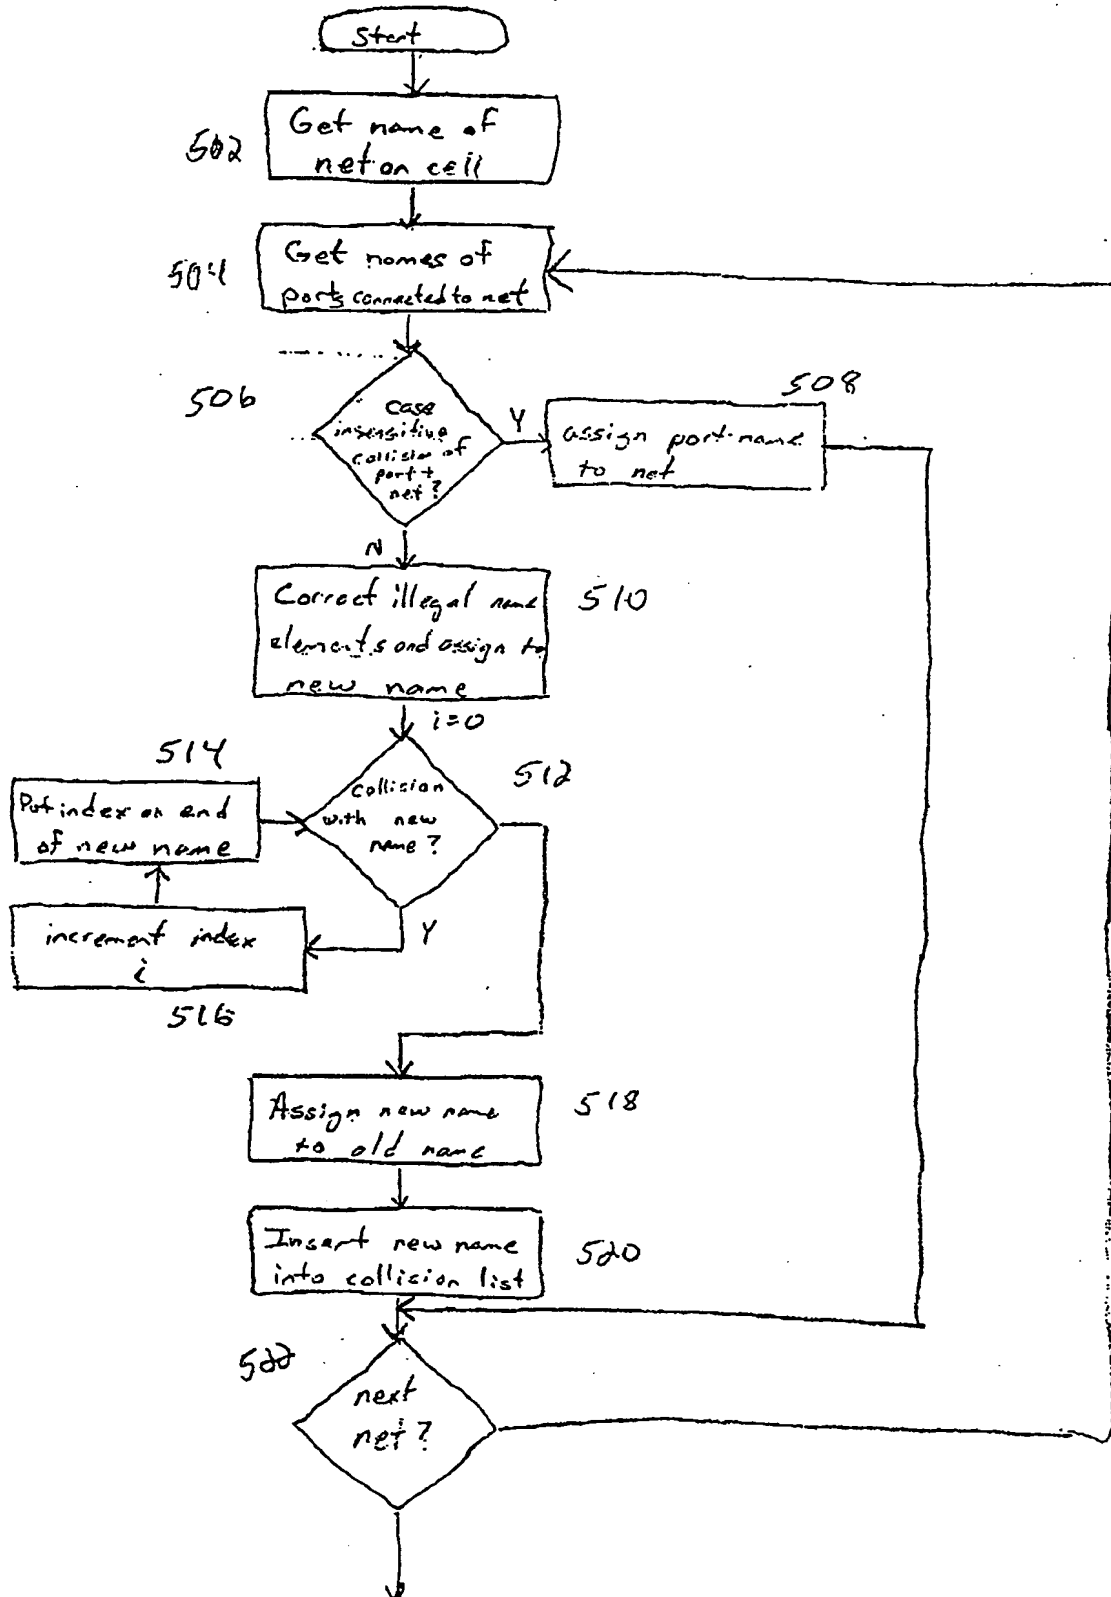 Start
502
Get name of
net on cell
504
Get names of
ports connected to net
506
case
insensitive
collision of
port +
net?
Y
508
assign port name
to net
N
Correct illegal name
elements and assign to
new name
510
i=0
514
Put index on end
of new name
collision
with new
name?
512
Y
increment index
i
516
Assign new name
to old name
518
Insert new name
into collision list
520
522
next
net?